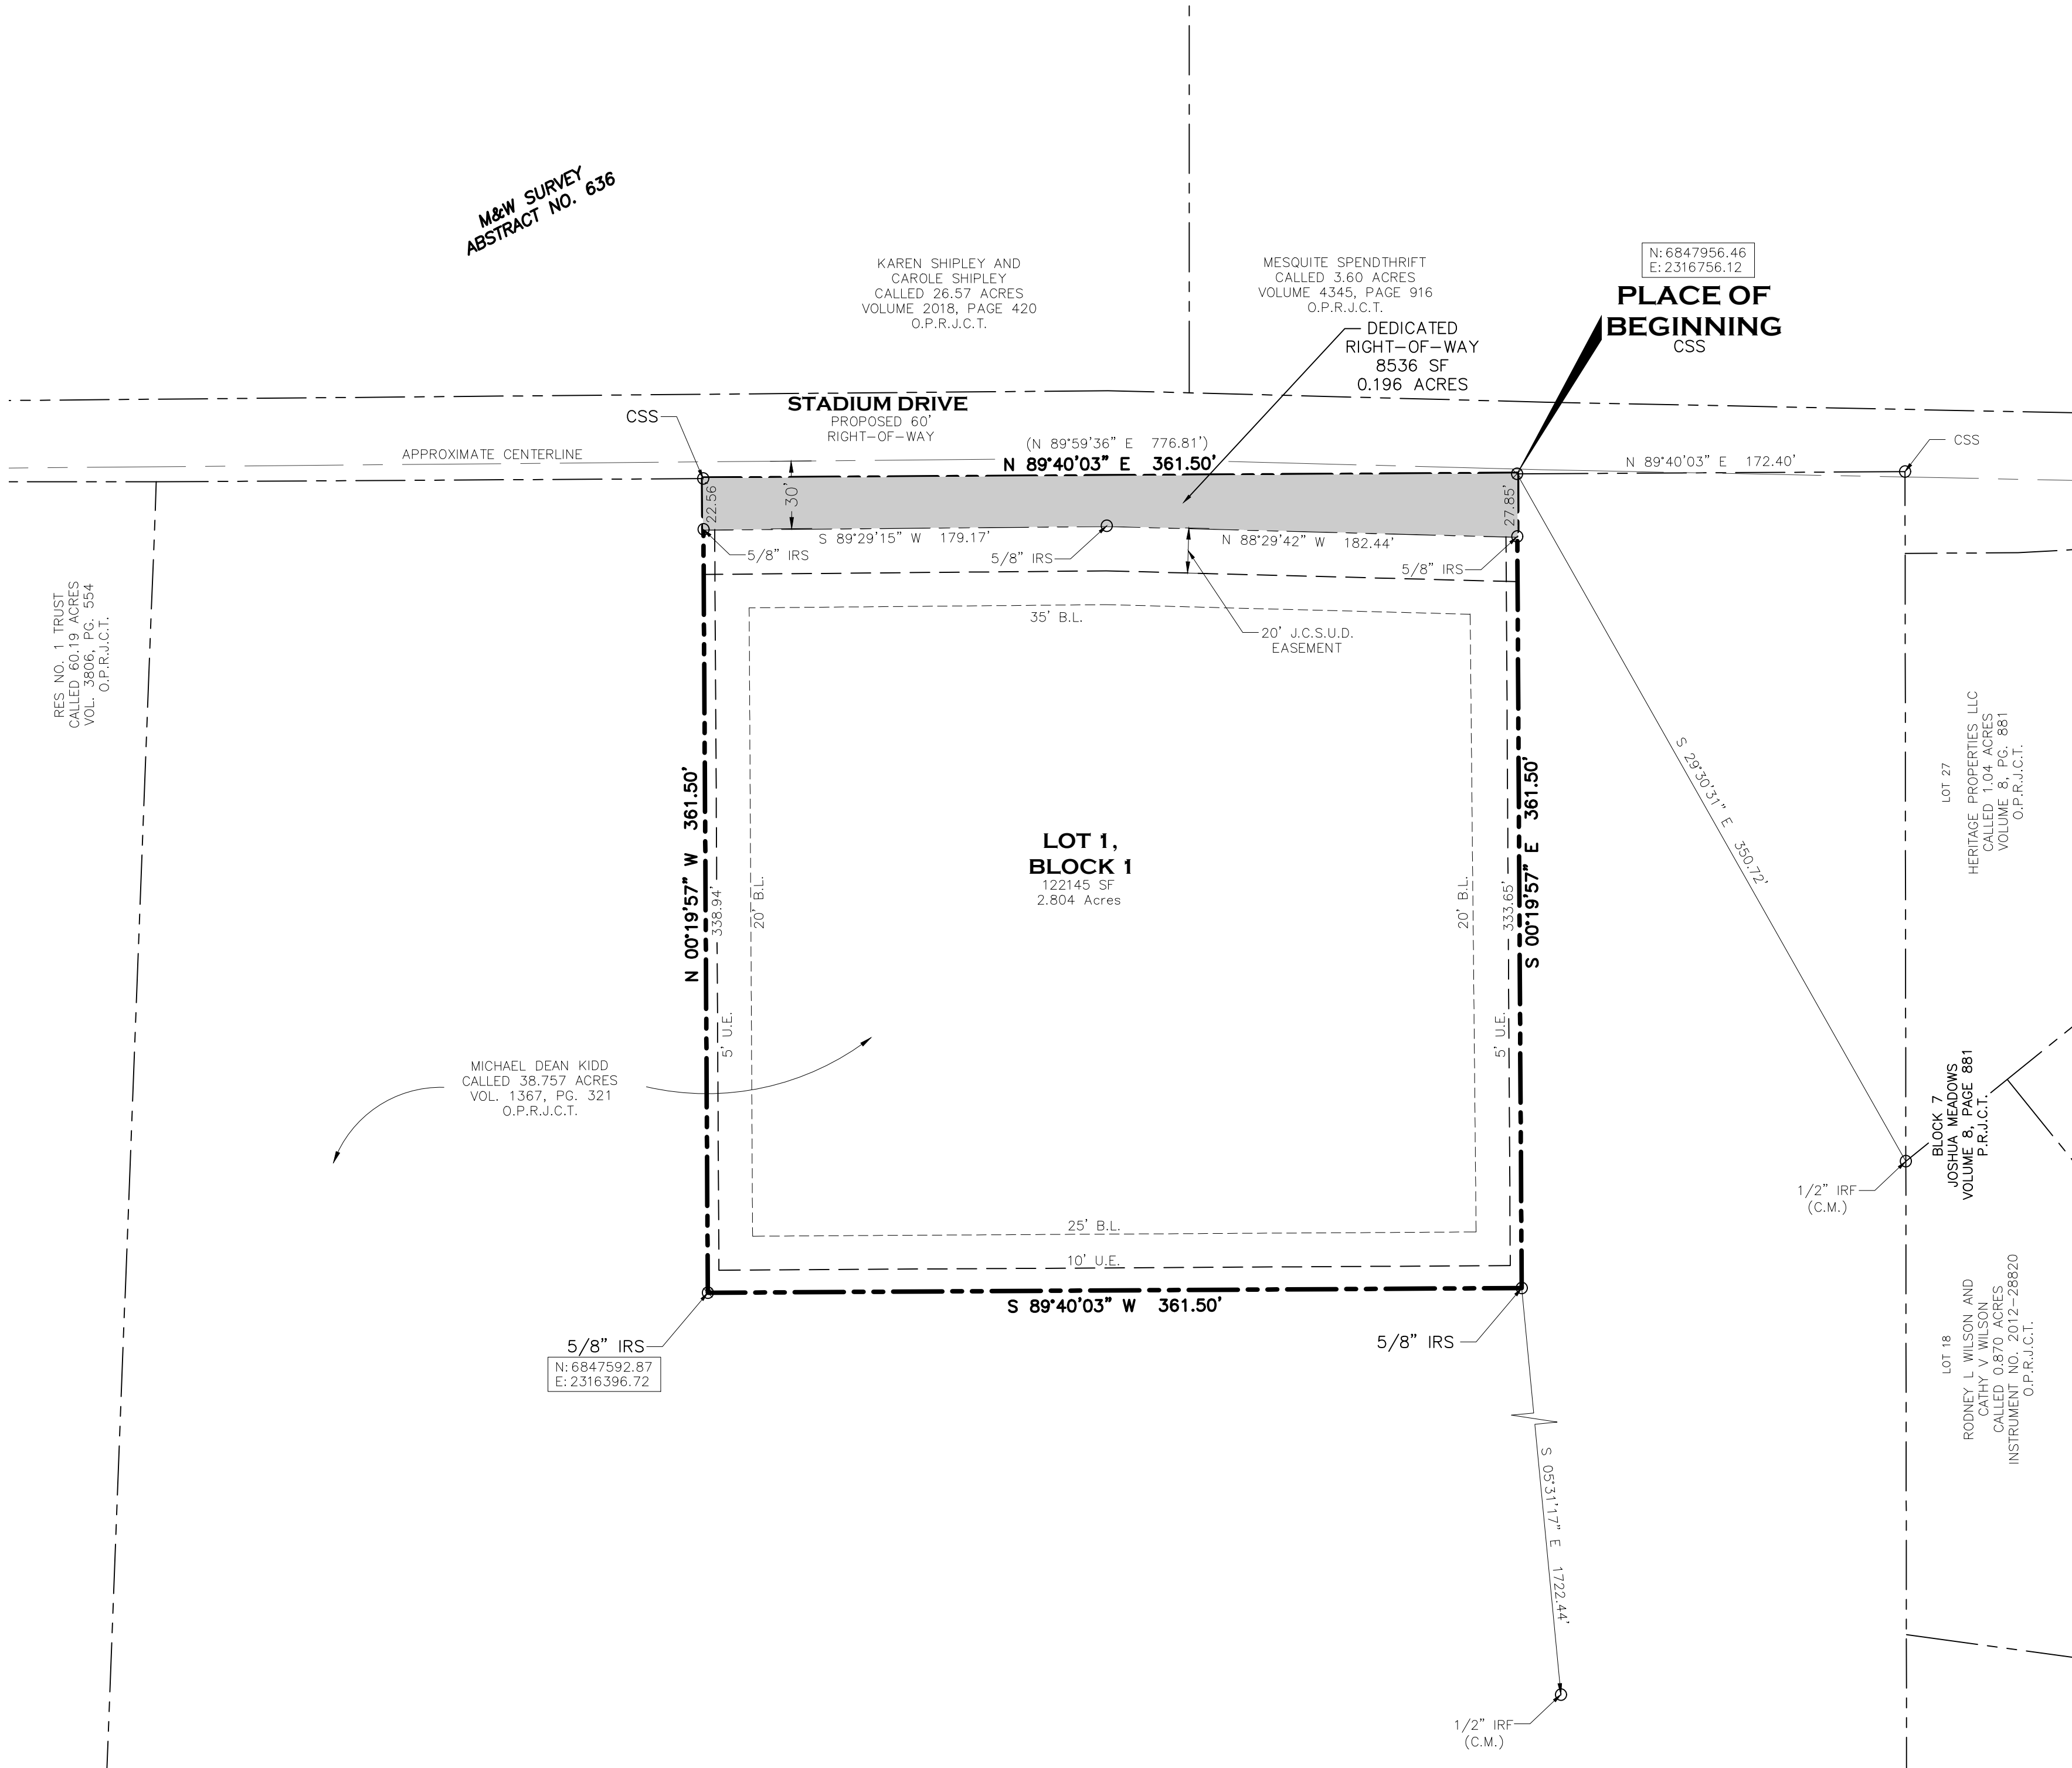 M&W SURVEY
ABSTRACT NO. 636
KAREN SHIPLEY AND
CAROLE SHIPLEY
CALLED 26.57 ACRES
VOLUME 2018, PAGE 420
O.P.R.J.C.T.
MESQUITE SPENDTHRIFT
CALLED 3.60 ACRES
VOLUME 4345, PAGE 916
O.P.R.J.C.T.
DEDICATED
RIGHT-OF-WAY
8536 SF
0.196 ACRES
N: 6847956.46
E: 2316756.12
PLACE OF
BEGINNING
CSS
CSS
STADIUM DRIVE
PROPOSED 60'
RIGHT-OF-WAY
APPROXIMATE CENTERLINE
(N 89°59'36" E 776.81')
N 89°40'03" E 361.50'
N 89°40'03" E 172.40'
CSS
22.56'
30'
27.85'
S 89°29'15" W 179.17'
N 88°29'42" W 182.44'
5/8" IRS
5/8" IRS
5/8" IRS
35' B.L.
20' J.C.S.U.D.
EASEMENT
RES NO. 1 TRUST
CALLED 60.19 ACRES
VOL. 3806, PG. 554
O.P.R.J.C.T.
N 00°19'57" W 361.50'
338.94'
20' B.L.
5' U.E.
LOT 1,
BLOCK 1
122145 SF
2.804 Acres
20' B.L.
333.65'
5' U.E.
S 00°19'57" E 361.50'
S 29°30'31" E 350.72'
LOT 27
HERITAGE PROPERTIES LLC
CALLED 1.04 ACRES
VOLUME 8, PG. 881
O.P.R.J.C.T.
MICHAEL DEAN KIDD
CALLED 38.757 ACRES
VOL. 1367, PG. 321
O.P.R.J.C.T.
BLOCK 7
JOSHUA MEADOWS
VOLUME 8, PAGE 881
P.R.J.C.T.
1/2" IRF
(C.M.)
25' B.L.
10' U.E.
S 89°40'03" W 361.50'
5/8" IRS
N: 6847592.87
E: 2316396.72
5/8" IRS
LOT 18
RODNEY L WILSON AND
CATHY V WILSON
CALLED 0.870 ACRES
INSTRUMENT NO. 2012-28820
O.P.R.J.C.T.
S 05°31'17" E 1722.44'
1/2" IRF
(C.M.)